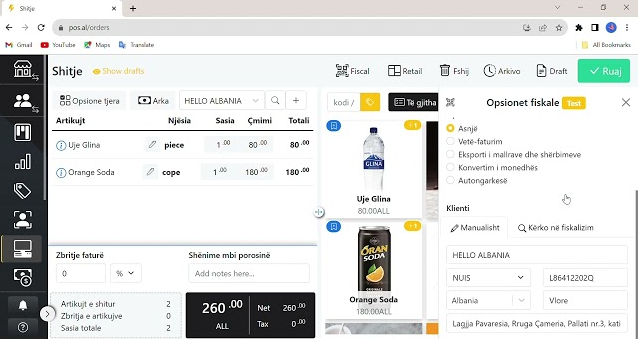 Shitje
pos.al/orders
Gmail
YouTube
Maps
Translate
All Bookmarks
Shitje
Show drafts
Fiscal
Retail
Fshij
Arkivo
Draft
Ruaj
Opsione tjera
Arka
HELLO ALBANIA
kodi /
Të gjitha
Artikujt Njësia Sasia Çmimi Totali
Uje Glina piece 1.00 80.00 80.00
Orange Soda cope 1.00 180.00 180.00
Uje Glina
80.00ALL
Orange Soda
180.00ALL
Zbritje faturë
0
%
Shënime mbi porosinë
Add notes here...
Artikujt e shitur 2
Zbritja e artikujve 0
Sasia totale 2
260.00
ALL
Net 260.00
Tax 0.00
Opsionet fiskale Test
Asnjë
Vetë-faturim
Eksporti i mallrave dhe shërbimeve
Konvertim i monedhës
Autongarkesë
Klienti
Manualisht
Kërko në fiskalizim
HELLO ALBANIA
NUIS
L86412202Q
Albania
Vlore
Lagjja Pavaresia, Rruga Çameria, Pallati nr.3, kati